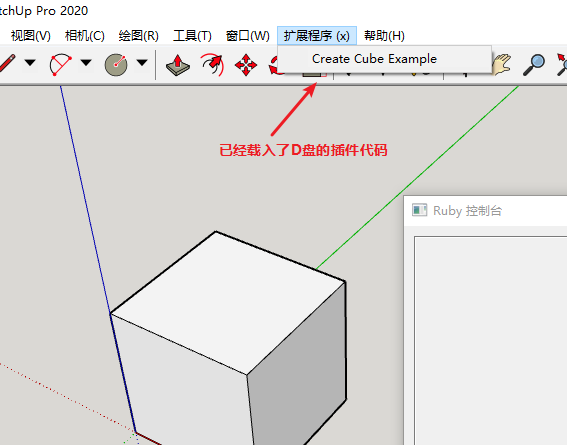 tchUp Pro 2020
视图(V) 相机(C) 绘图(R) 工具(T) 窗口(W) 扩展程序 (x) 帮助(H)
Create Cube Example
已经载入了D盘的插件代码
Ruby 控制台